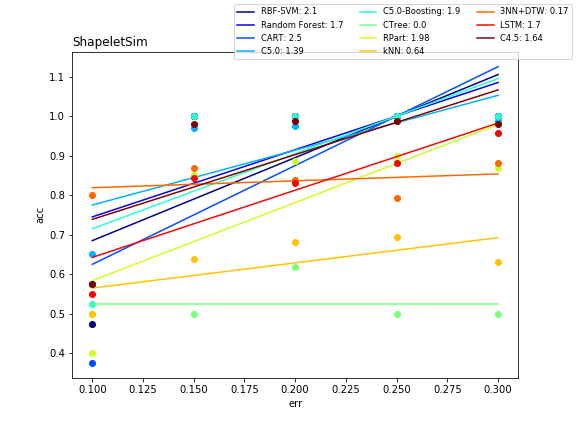 RBF-SVM: 2.1
Random Forest: 1.7
CART: 2.5
C5.0: 1.39
C5.0-Boosting: 1.9
CTree: 0.0
RPart: 1.98
kNN: 0.64
3NN+DTW: 0.17
LSTM: 1.7
C4.5: 1.64
ShapeletSim
1.1
1.0
0.9
0.8
0.7
0.6
0.5
0.4
acc
0.100 0.125 0.150 0.175 0.200 0.225 0.250 0.275 0.300
err